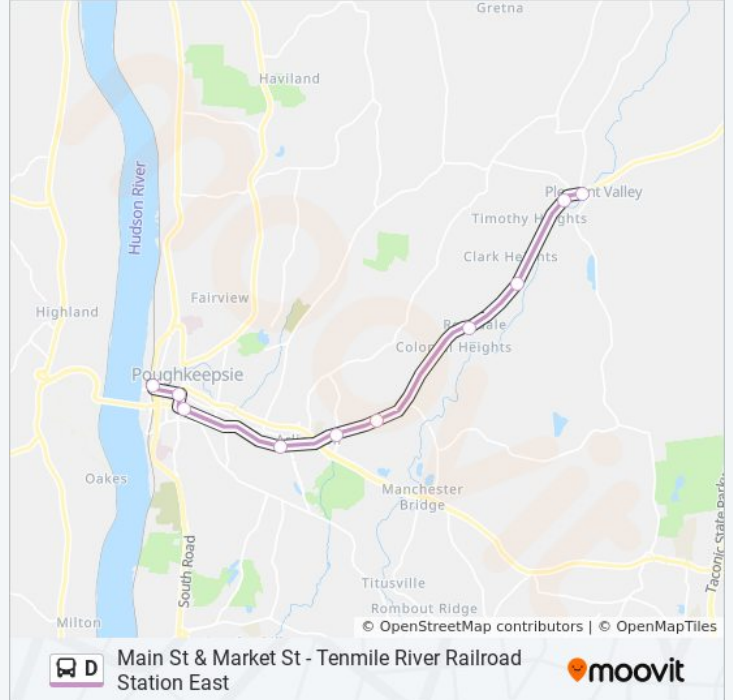 Gretna
Haviland
Hudson River
Pleasant Valley
Timothy Heights
Clark Heights
Fairview
Highland
Colonial Heights
Poughkeepsie
Arlington
Oakes
Manchester
Bridge
South Road
Taconic State Parkway
Titusville
Rombout Ridge
Milton
© OpenStreetMap contributors | © OpenMapTiles
D
Main St & Market St - Tenmile River Railroad
Station East
moovit